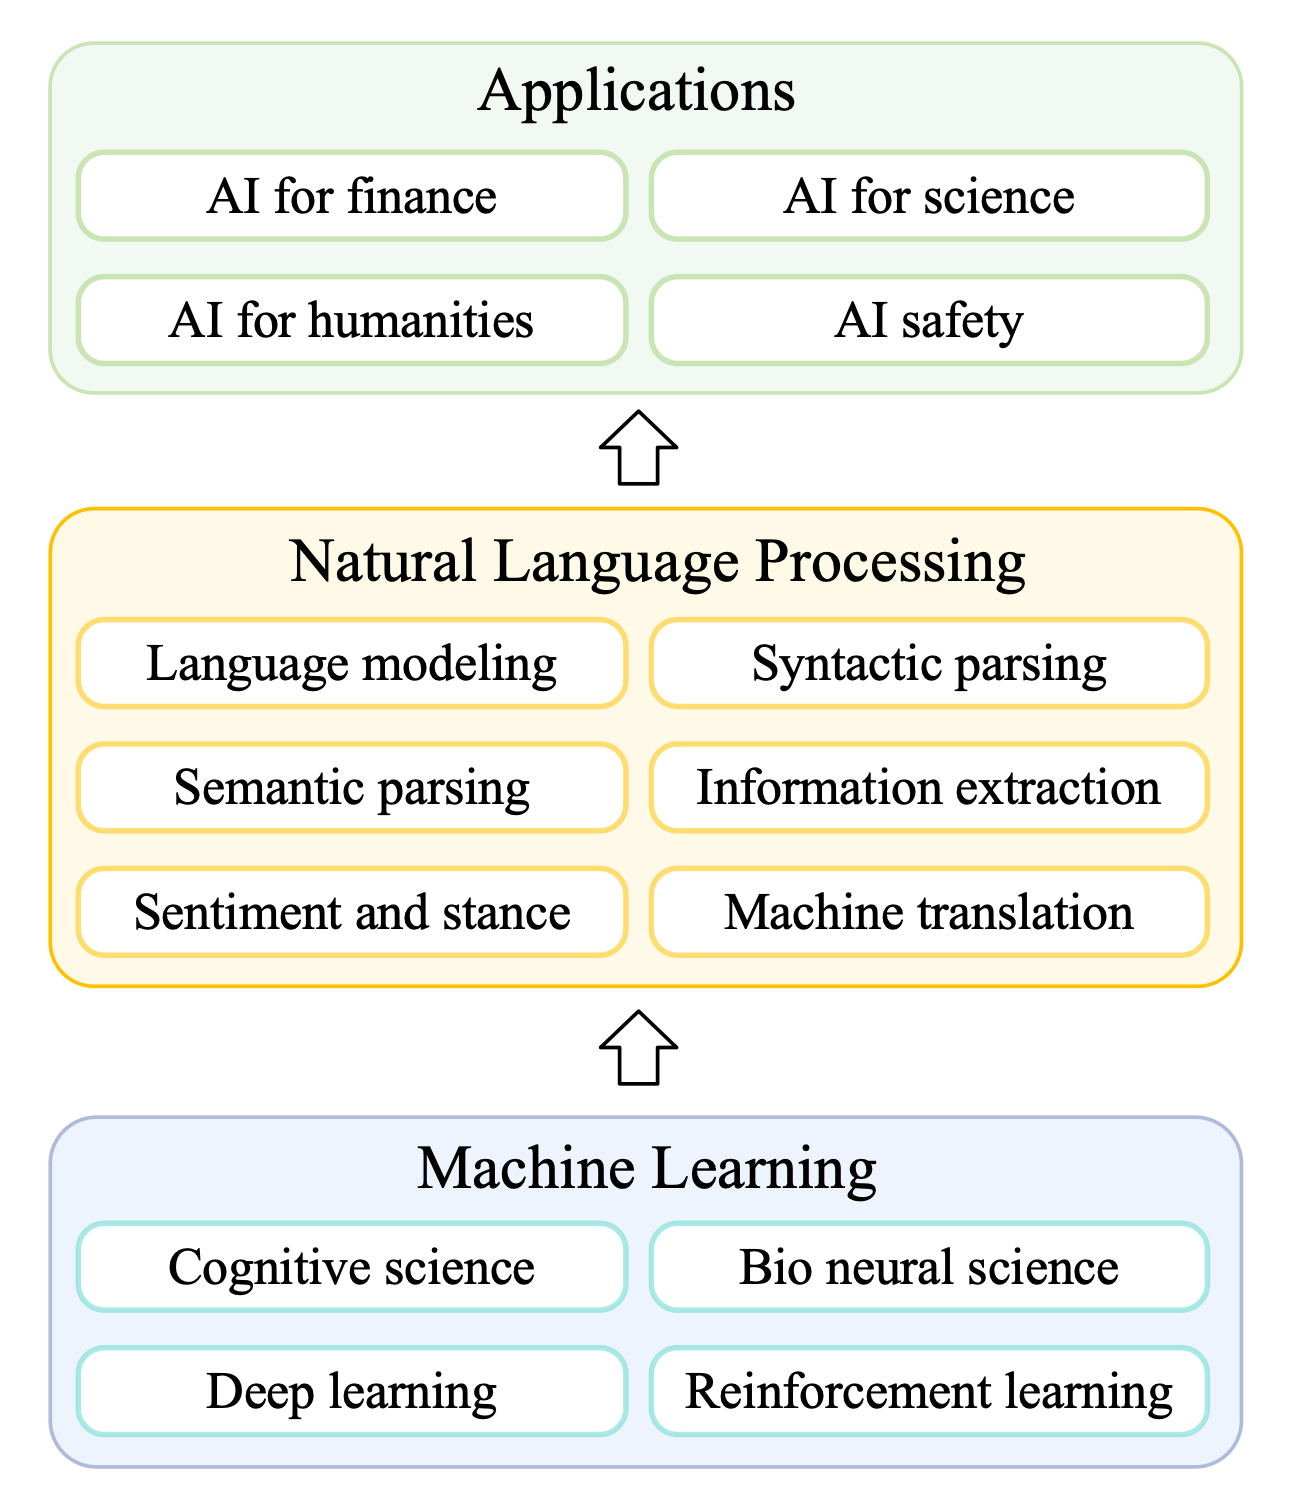 Applications
AI for finance
AI for science
AI for humanities
AI safety
Natural Language Processing
Language modeling
Syntactic parsing
Semantic parsing
Information extraction
Sentiment and stance
Machine translation
Machine Learning
Cognitive science
Bio neural science
Deep learning
Reinforcement learning